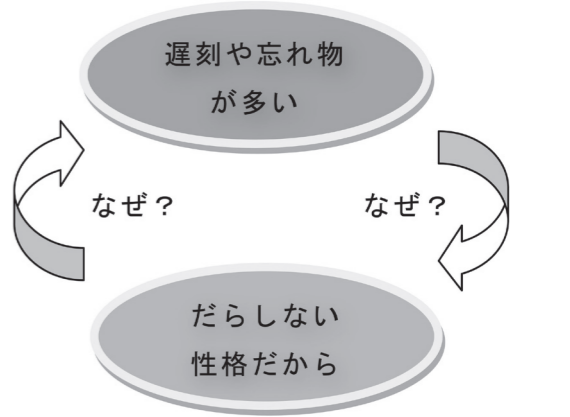 遅刻や忘れ物
が多い
なぜ？
なぜ？
だらしない
性格だから